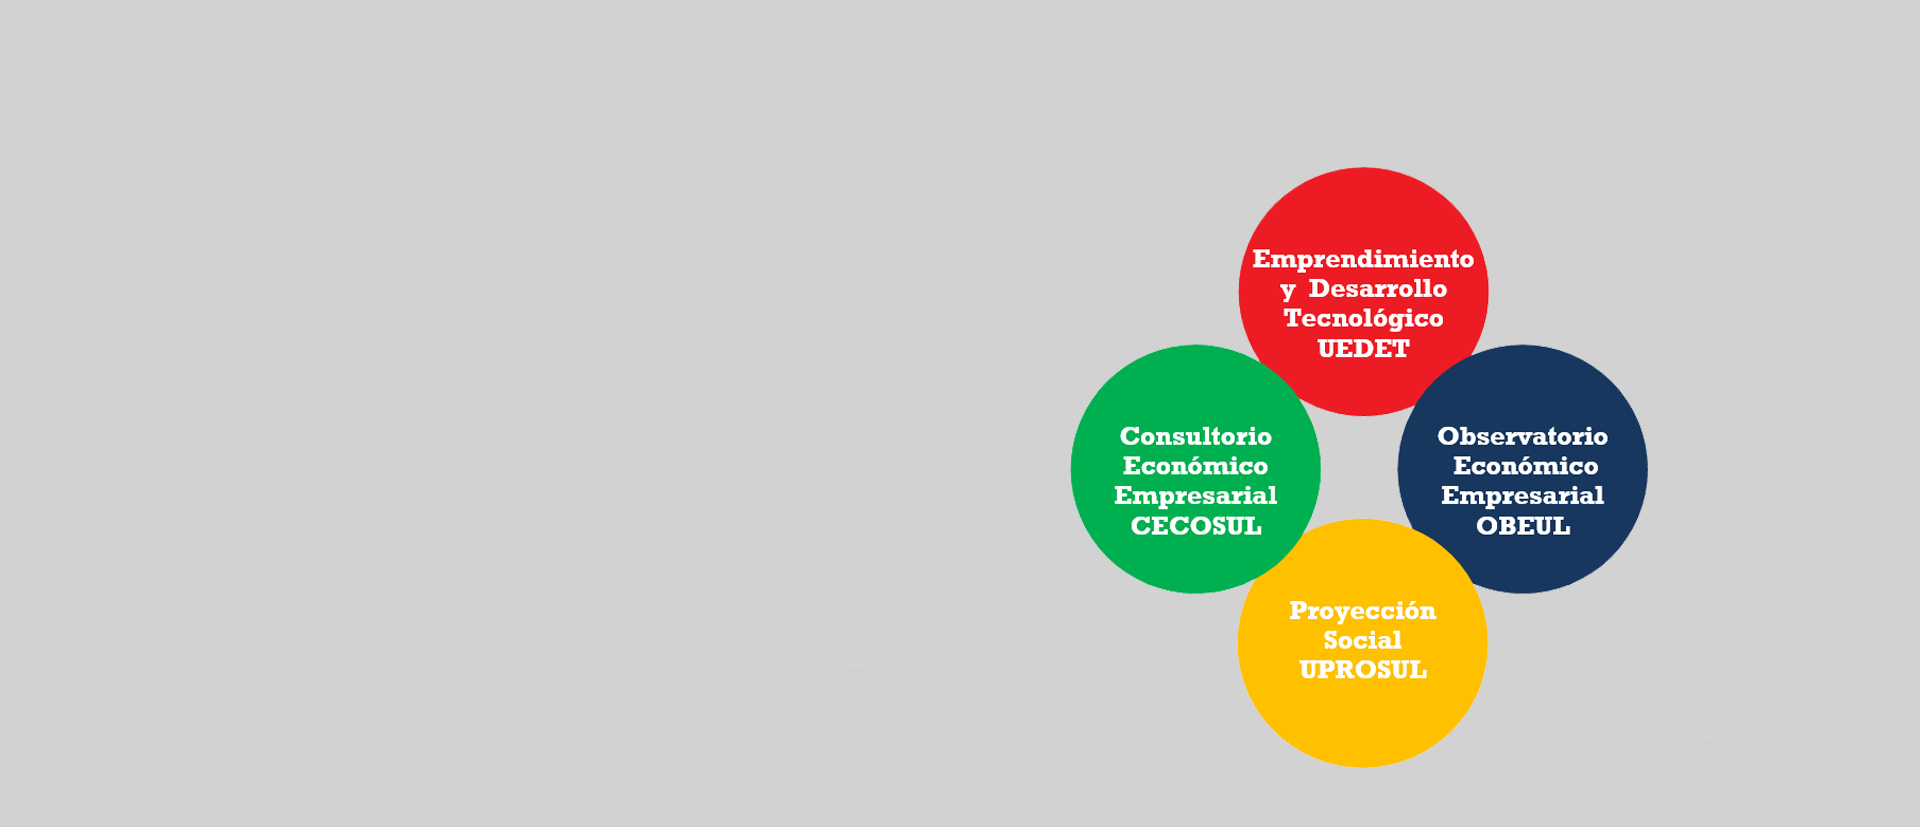 Emprendimiento
y Desarrollo
Tecnológico
UEDET
Consultorio
Económico
Empresarial
CECOSUL
Observatorio
Económico
Empresarial
OBEUL
Proyección
Social
UPROSUL